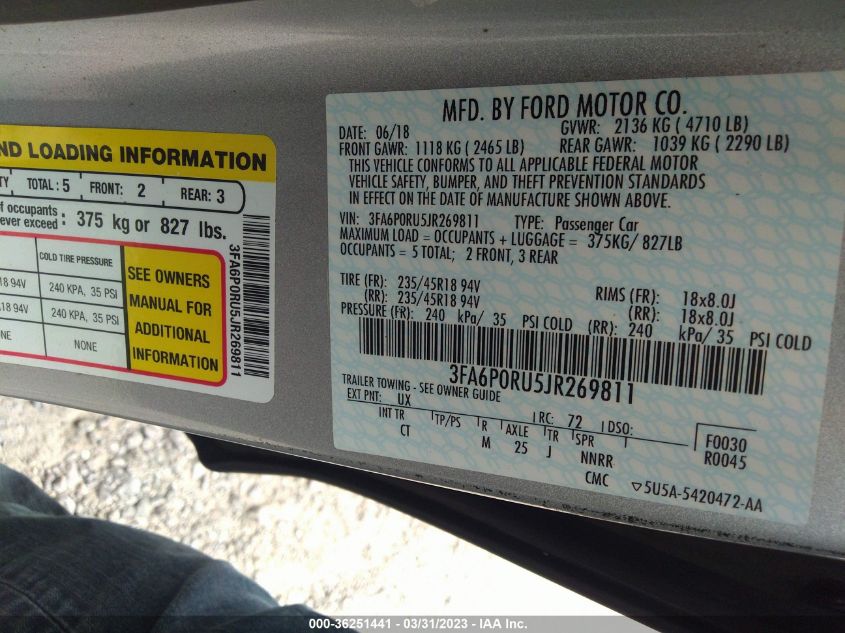 ND LOADING INFORMATION
TY TOTAL: 5 FRONT: 2 REAR: 3
f occupants
ever exceed : 375 kg or 827 lbs.
COLD TIRE PRESSURE
R18 94V 240 KPA, 35 PSI
R18 94V 240 KPA, 35 PSI
NE NONE
SEE OWNERS
MANUAL FOR
ADDITIONAL
INFORMATION
3FA6P0RU5JR269811
MFD. BY FORD MOTOR CO.
DATE: 06/18 GVWR: 2136 KG ( 4710 LB)
FRONT GAWR: 1118 KG ( 2465 LB) REAR GAWR: 1039 KG ( 2290 LB)
THIS VEHICLE CONFORMS TO ALL APPLICABLE FEDERAL MOTOR
VEHICLE SAFETY, BUMPER, AND THEFT PREVENTION STANDARDS
IN EFFECT ON THE DATE OF MANUFACTURE SHOWN ABOVE.
VIN: 3FA6P0RU5JR269811 TYPE: Passenger Car
MAXIMUM LOAD = OCCUPANTS + LUGGAGE = 375KG/ 827LB
OCCUPANTS = 5 TOTAL; 2 FRONT, 3 REAR
TIRE (FR): 235/45R18 94V RIMS (FR): 18x8.0J
(RR): 235/45R18 94V (RR): 18x8.0J
PRESSURE (FR): 240 kPa/ 35 PSI COLD (RR): 240 kPa/ 35 PSI COLD
3FA6P0RU5JR269811
TRAILER TOWING - SEE OWNER GUIDE
EXT PNT: UX RC: 72 DSO:
INT TR TP/PS R AXLE TR SPR F0030
CT M 25 J NNRR R0045
CMC ▽5U5A-5420472-AA
000-36251441 - 03/31/2023 - IAA Inc.